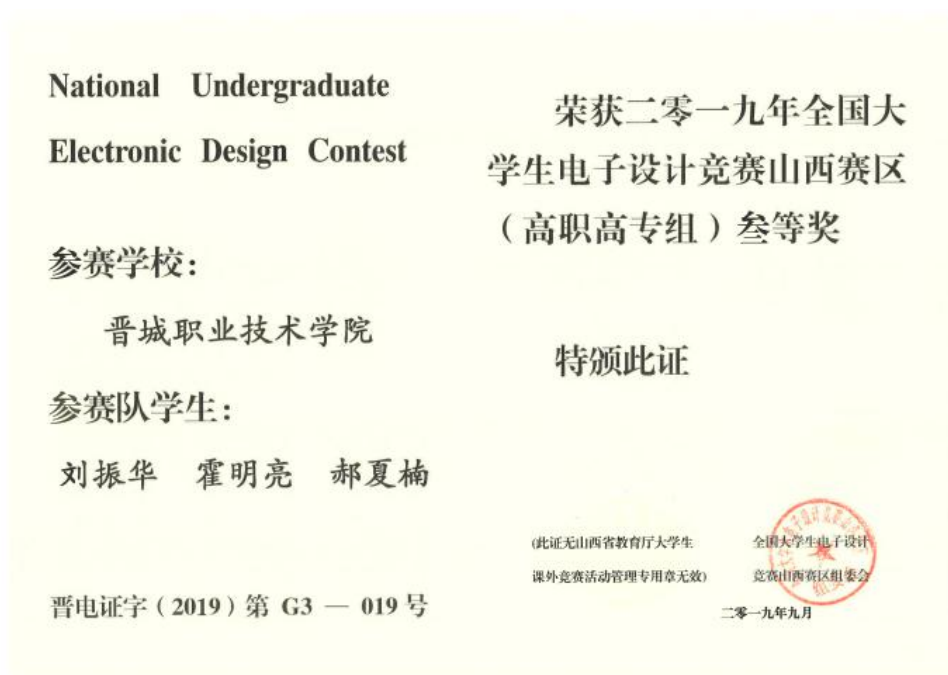 National Undergraduate
Electronic Design Contest
参赛学校：
晋城职业技术学院
参赛队学生：
刘振华 霍明亮 郝夏楠
晋电证字（2019）第 G3 — 019 号
荣获二零一九年全国大
学生电子设计竞赛山西赛区
（高职高专组）叁等奖
特颁此证
(此证无山西省教育厅大学生
课外竞赛活动管理专用章无效)
全国大学生电子设计
竞赛山西赛区组委会
二零一九年九月